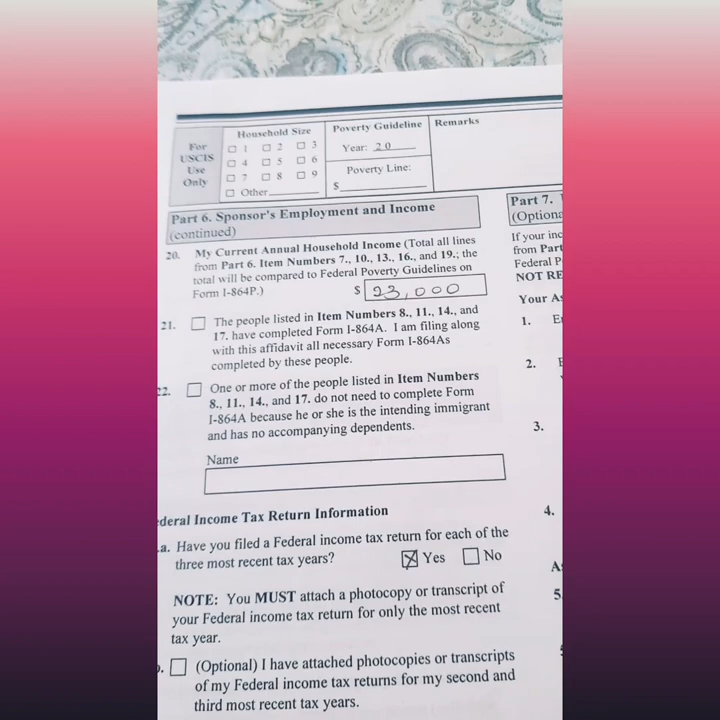 For
USCIS
Use
Only
Household Size
1 2 3
4 5 6
7 8 9
Other
Poverty Guideline
Year: 20
Poverty Line:
$
Remarks
Part 6. Sponsor's Employment and Income
(continued)
20. My Current Annual Household Income (Total all lines
from Part 6. Item Numbers 7., 10., 13., 16., and 19.; the
total will be compared to Federal Poverty Guidelines on
Form I-864P.) $ 23,000
21. The people listed in Item Numbers 8., 11., 14., and
17. have completed Form I-864A. I am filing along
with this affidavit all necessary Form I-864As
completed by these people.
22. One or more of the people listed in Item Numbers
8., 11., 14., and 17. do not need to complete Form
I-864A because he or she is the intending immigrant
and has no accompanying dependents.
Name
deral Income Tax Return Information
.a. Have you filed a Federal income tax return for each of the
three most recent tax years? Yes No
NOTE: You MUST attach a photocopy or transcript of
your Federal income tax return for only the most recent
tax year.
(Optional) I have attached photocopies or transcripts
of my Federal income tax returns for my second and
third most recent tax years.
Part 7.
(Optiona
If your inc
from Part
Federal P
NOT RE
Your As
1. E
2.
3.
4.
A
5.